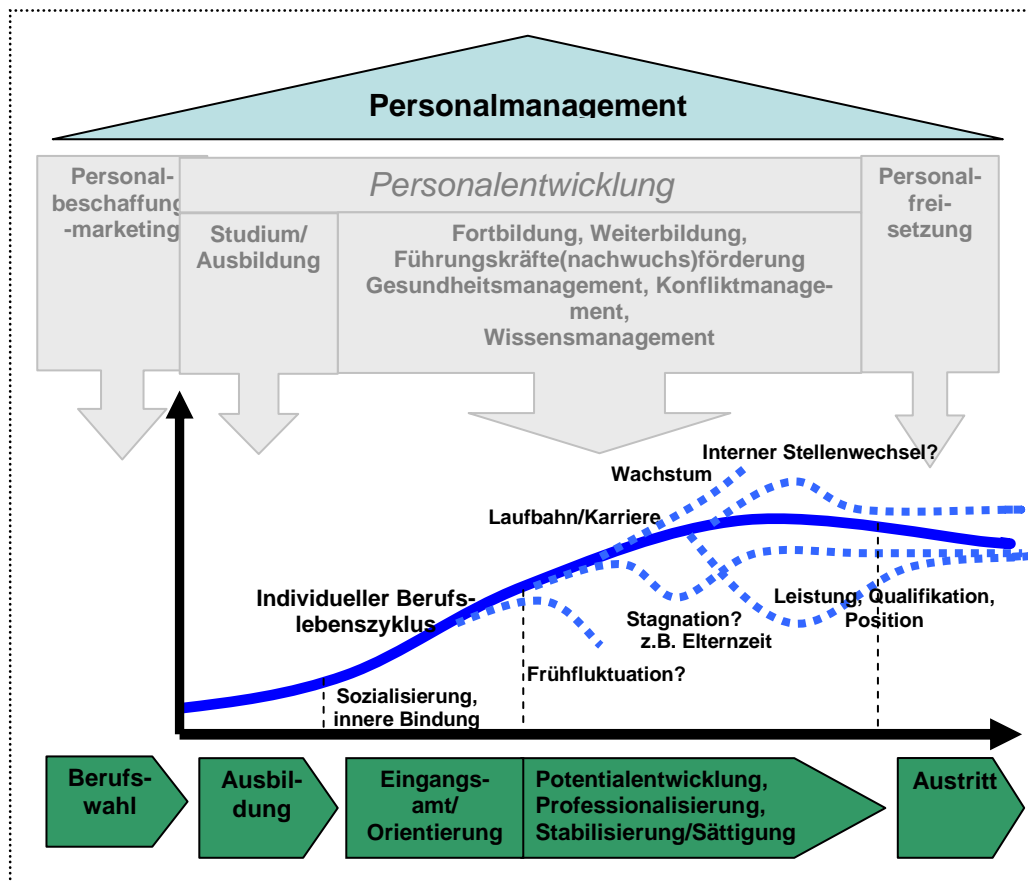 Personalmanagement
Personal-
beschaffung
-marketing
Personalentwicklung
Studium/
Ausbildung
Fortbildung, Weiterbildung,
Führungskräfte(nachwuchs)förderung
Gesundheitsmanagement, Konfliktmanage-
ment,
Wissensmanagement
Personal-
frei-
setzung
Interner Stellenwechsel?
Wachstum
Laufbahn/Karriere
Individueller Berufs-
lebenszyklus
Stagnation?
z.B. Elternzeit
Leistung, Qualifikation,
Position
Frühfluktuation?
Sozialisierung,
innere Bindung
Berufs-
wahl
Ausbil-
dung
Eingangs-
amt/
Orientierung
Potentialentwicklung,
Professionalisierung,
Stabilisierung/Sättigung
Austritt